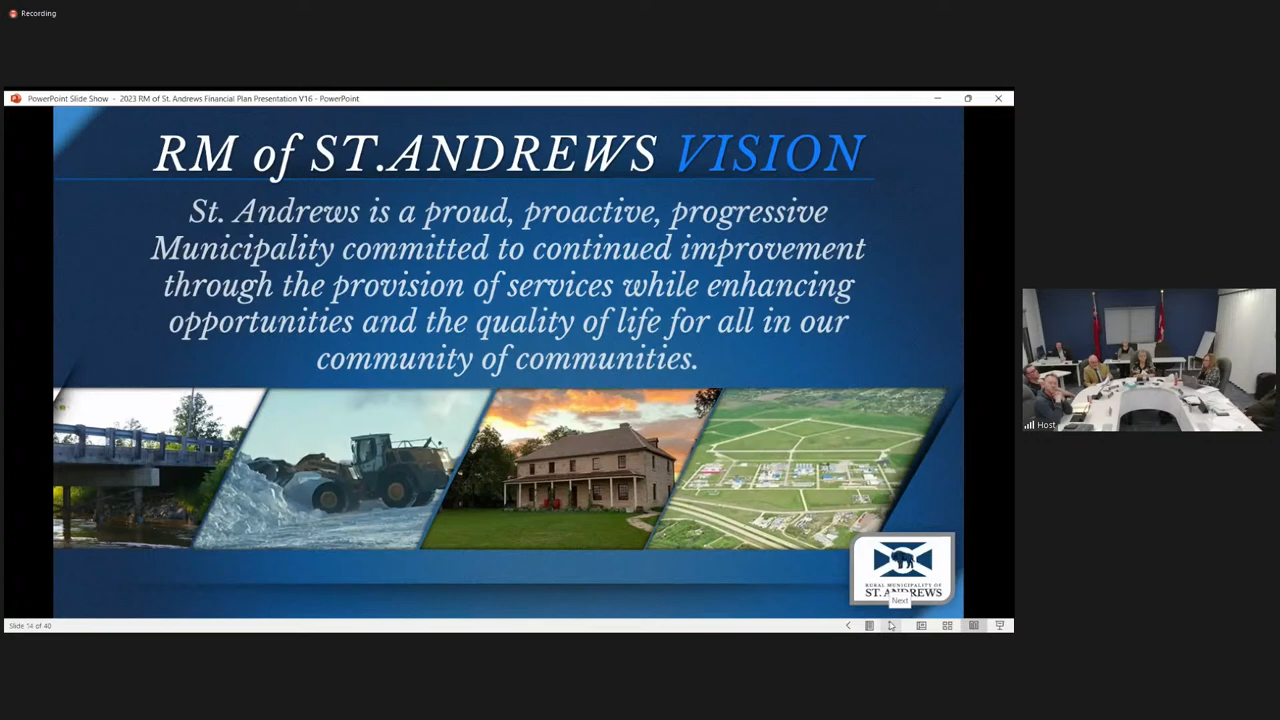 Recording
PowerPoint Slide Show - 2023 RM of St. Andrews Financial Plan Presentation V16 - PowerPoint
RM of ST.ANDREWS VISION
St. Andrews is a proud, proactive, progressive
Municipality committed to continued improvement
through the provision of services while enhancing
opportunities and the quality of life for all in our
community of communities.
Host
RURAL MUNICIPALITY OF
ST. ANDREWS
Next
Slide 14 of 40